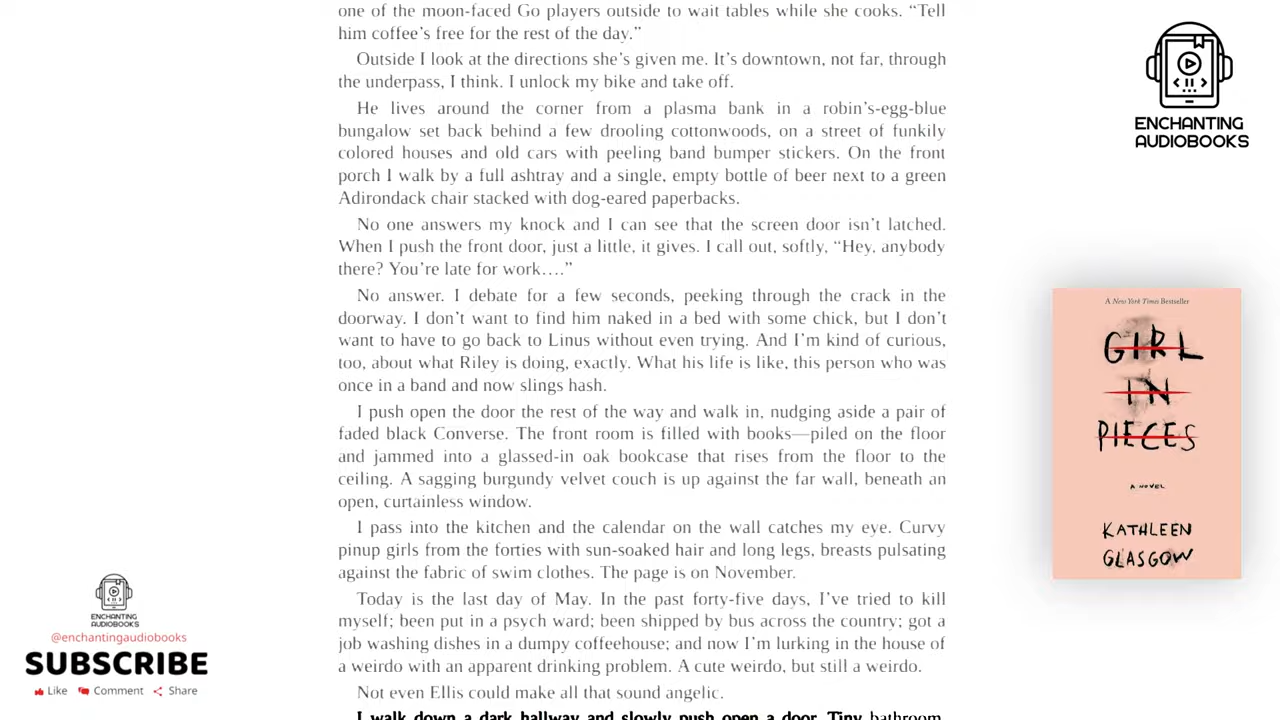 one of the moon-faced Go players outside to wait tables while she cooks. “Tell
him coffee’s free for the rest of the day.”
Outside I look at the directions she’s given me. It’s downtown, not far, through
the underpass, I think. I unlock my bike and take off.
He lives around the corner from a plasma bank in a robin’s-egg-blue
bungalow set back behind a few drooling cottonwoods, on a street of funkily
colored houses and old cars with peeling band bumper stickers. On the front
porch I walk by a full ashtray and a single, empty bottle of beer next to a green
Adirondack chair stacked with dog-eared paperbacks.
No one answers my knock and I can see that the screen door isn’t latched.
When I push the front door, just a little, it gives. I call out, softly, “Hey, anybody
there? You’re late for work….”
No answer. I debate for a few seconds, peeking through the crack in the
doorway. I don’t want to find him naked in a bed with some chick, but I don’t
want to have to go back to Linus without even trying. And I’m kind of curious,
too, about what Riley is doing, exactly. What his life is like, this person who was
once in a band and now slings hash.
I push open the door the rest of the way and walk in, nudging aside a pair of
faded black Converse. The front room is filled with books—piled on the floor
and jammed into a glassed-in oak bookcase that rises from the floor to the
ceiling. A sagging burgundy velvet couch is up against the far wall, beneath an
open, curtainless window.
I pass into the kitchen and the calendar on the wall catches my eye. Curvy
pinup girls from the forties with sun-soaked hair and long legs, breasts pulsating
against the fabric of swim clothes. The page is on November.
Today is the last day of May. In the past forty-five days, I’ve tried to kill
myself; been put in a psych ward; been shipped by bus across the country; got a
job washing dishes in a dumpy coffeehouse; and now I’m lurking in the house of
a weirdo with an apparent drinking problem. A cute weirdo, but still a weirdo.
Not even Ellis could make all that sound angelic.
I walk down a dark hallway and slowly push open a door. Tiny bathroom,
ENCHANTING
AUDIOBOOKS
A New York Times Bestseller
GIRL
IN
PIECES
A NOVEL
KATHLEEN
GLASGOW
ENCHANTING
AUDIOBOOKS
@enchantingaudiobooks
SUBSCRIBE
Like Comment Share